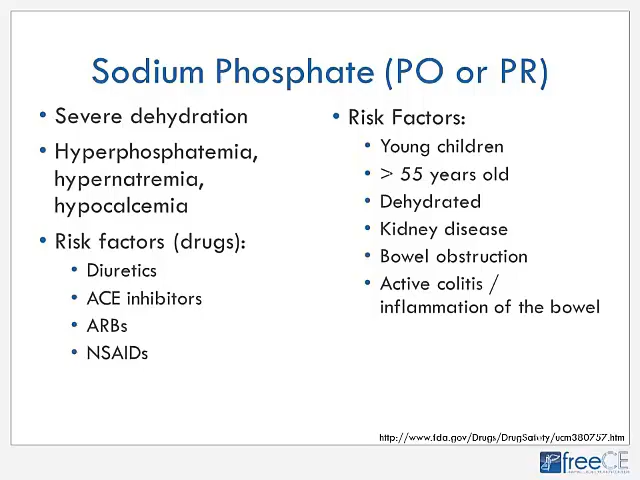 Sodium Phosphate (PO or PR)
• Severe dehydration
• Hyperphosphatemia,
hypernatremia,
hypocalcemia
• Risk factors (drugs):
• Diuretics
• ACE inhibitors
• ARBs
• NSAIDs
• Risk Factors:
• Young children
• > 55 years old
• Dehydrated
• Kidney disease
• Bowel obstruction
• Active colitis /
inflammation of the bowel
http://www.fda.gov/Drugs/DrugSafety/ucm380757.htm
freeCE